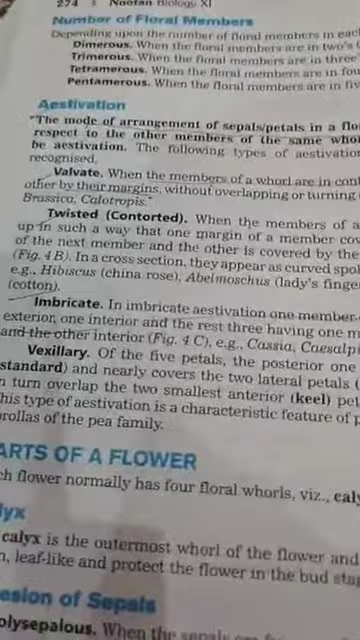 274 Nootan Biology XI
Number of Floral Members
Depending upon the number of floral members in each
Dimerous. When the floral members are in two's
Trimerous. When the floral members are in three
Tetramerous. When the floral members are in fou
Pentamerous. When the floral members are in fiv
Aestivation
"The mode of arrangement of sepals/petals in a flo
respect to the other members of the same who
be aestivation. The following types of aestivation
recognised.
Valvate. When the members of a whorl are in cont
other by their margins, without overlapping or turning
Brassica, Calotropis."
Twisted (Contorted). When the members of a
up in such a way that one margin of a member co
of the next member and the other is covered by the
(Fig. 4 B). In a cross section, they appear as curved spok
e.g., Hibiscus (china rose), Abelmoschus (lady's finge
(cotton).
Imbricate. In imbricate aestivation one member
exterior, one interior and the rest three having one m
and the other interior (Fig. 4 C), e.g., Cassia, Caesalp
Vexillary. Of the five petals, the posterior one
standard) and nearly covers the two lateral petals (
n turn overlap the two smallest anterior (keel) pet
his type of aestivation is a characteristic feature of p
orollas of the pea family.
ARTS OF A FLOWER
ch flower normally has four floral whorls, viz., caly
lyx
calyx is the outermost whorl of the flower and
n, leaf-like and protect the flower in the bud stag
esion of Sepals
olysepalous. When the sepals